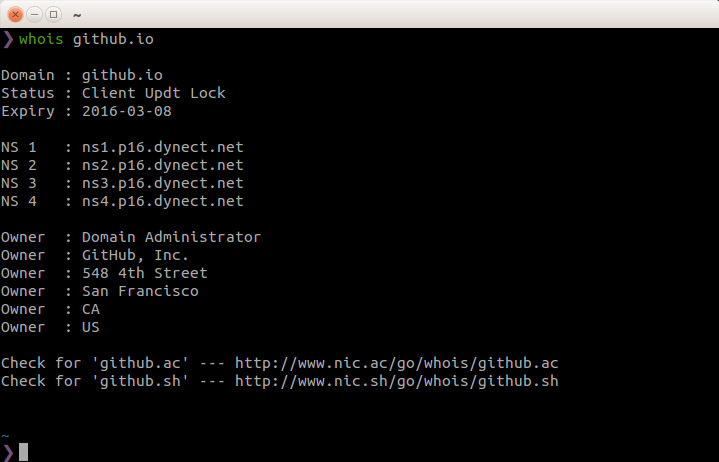 ~
❯ whois github.io
Domain : github.io
Status : Client Updt Lock
Expiry : 2016-03-08
NS 1   : ns1.p16.dynect.net
NS 2   : ns2.p16.dynect.net
NS 3   : ns3.p16.dynect.net
NS 4   : ns4.p16.dynect.net
Owner  : Domain Administrator
Owner  : GitHub, Inc.
Owner  : 548 4th Street
Owner  : San Francisco
Owner  : CA
Owner  : US
Check for 'github.ac' --- http://www.nic.ac/go/whois/github.ac
Check for 'github.sh' --- http://www.nic.sh/go/whois/github.sh
~
❯